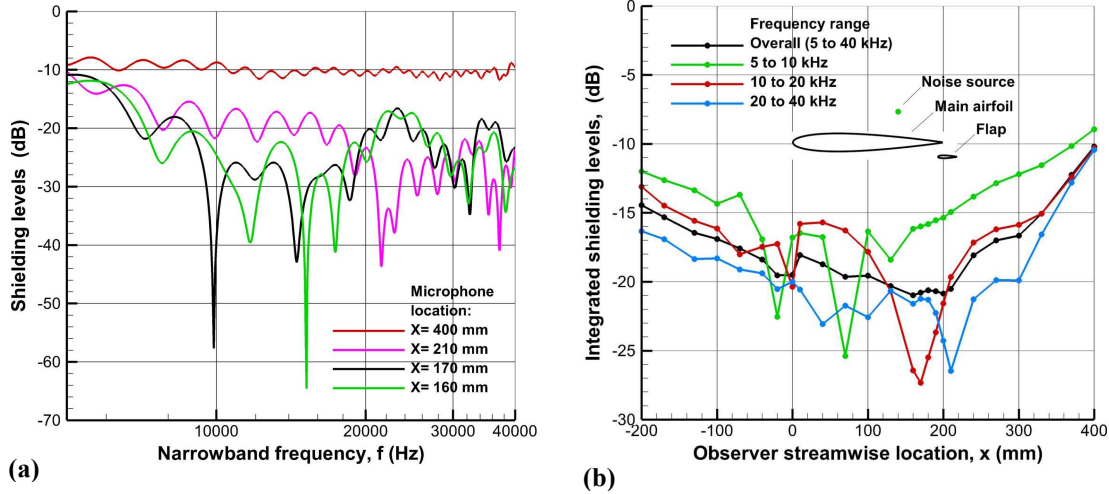 0
-10
-20
-30
-40
-50
-60
-70
Shielding levels (dB)
Microphone
location:
X= 400 mm
X= 210 mm
X= 170 mm
X= 160 mm
10000 20000 30000 40000
Narrowband frequency, f (Hz)
(a)
0
-5
-10
-15
-20
-25
-30
Integrated shielding levels, (dB)
Frequency range
Overall (5 to 40 kHz)
5 to 10 kHz
10 to 20 kHz
20 to 40 kHz
Noise source
Main airfoil
Flap
-200 -100 0 100 200 300 400
Observer streamwise location, x (mm)
(b)